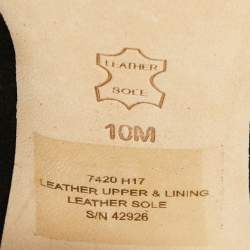 LEATHER
SOLE
10M
7420 H17
LEATHER UPPER & LINING
LEATHER SOLE
S/N 42926